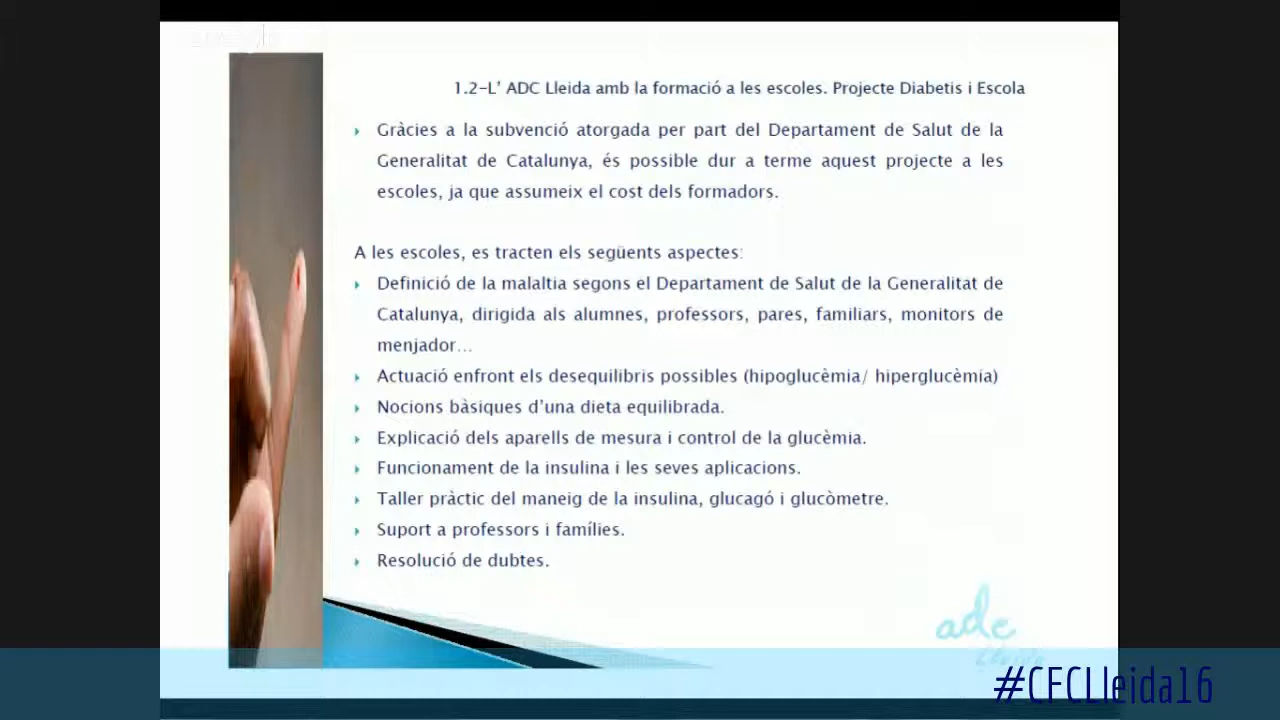 1.2-L' ADC Lleida amb la formació a les escoles. Projecte Diabetis i Escola
Gràcies a la subvenció atorgada per part del Departament de Salut de la
Generalitat de Catalunya, és possible dur a terme aquest projecte a les
escoles, ja que assumeix el cost dels formadors.
A les escoles, es tracten els següents aspectes:
Definició de la malaltia segons el Departament de Salut de la Generalitat de
Catalunya, dirigida als alumnes, professors, pares, familiars, monitors de
menjador...
Actuació enfront els desequilibris possibles (hipoglucèmia/ hiperglucèmia)
Nocions bàsiques d'una dieta equilibrada.
Explicació dels aparells de mesura i control de la glucèmia.
Funcionament de la insulina i les seves aplicacions.
Taller pràctic del maneig de la insulina, glucagó i glucòmetre.
Suport a professors i famílies.
Resolució de dubtes.
adc
#CFCLleida16